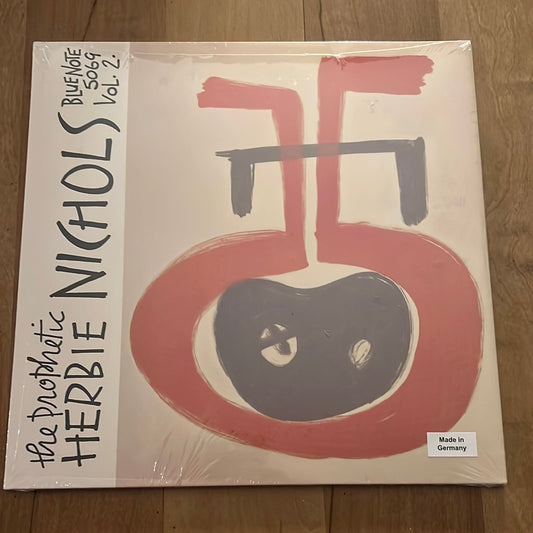 the prophetic
HERBIE NICHOLS
BLUE NOTE
5069
VOL. 2.
Made in
Germany